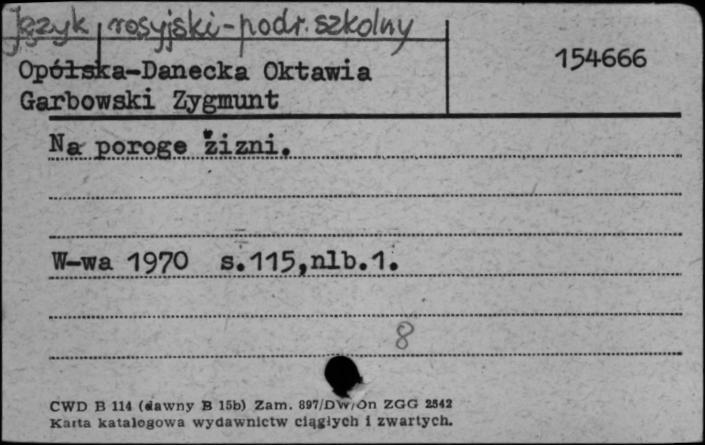 Język rosyjski-podr. szkolny
154666
Opólska-Danecka Oktawia
Garbowski Zygmunt
Na poroge žizni.
W-wa 1970 s.115,nlb.1.
8
CWD B 114 (dawny B 15b) Zam. 897/DW/On ZGG 2542
Karta katalogowa wydawnictw ciągłych i zwartych.